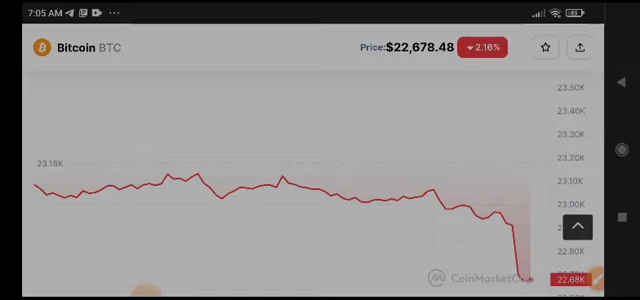 7:05 AM
Bitcoin BTC
Price:$22,678.48 2.16%
23.50K
23.40K
23.30K
23.20K
23.18K
23.10K
23.00K
22.80K
CoinMarketCap
22.68K